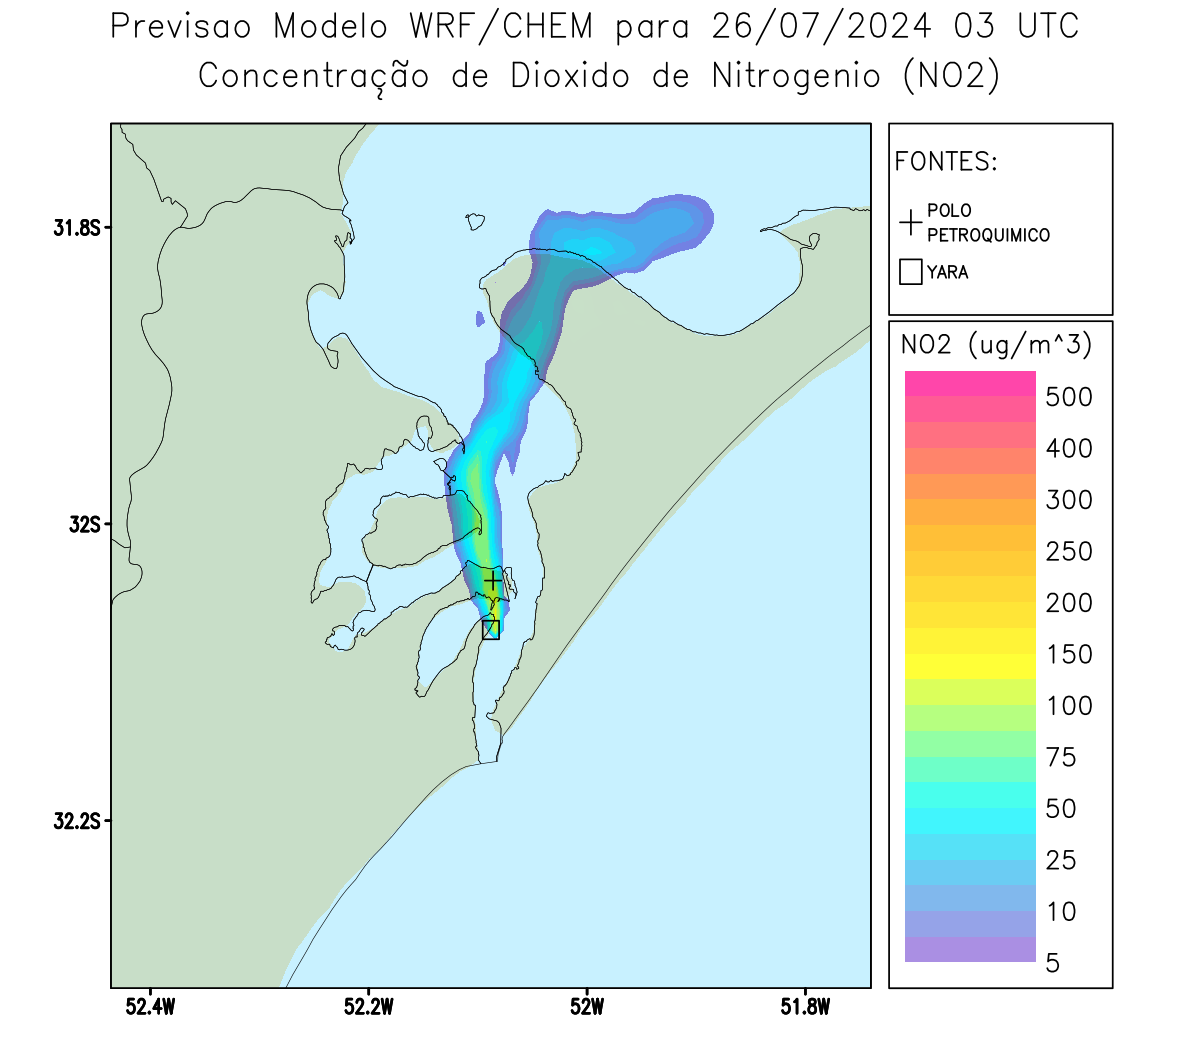 Previsao Modelo WRF/CHEM para 26/07/2024 03 UTC
Concentração de Dioxido de Nitrogenio (NO2)
FONTES:
POLO
PETROQUIMICO
YARA
31.8S
32S
32.2S
52.4W
52.2W
52W
51.8W
NO2 (ug/m^3)
500
400
300
250
200
150
100
75
50
25
10
5